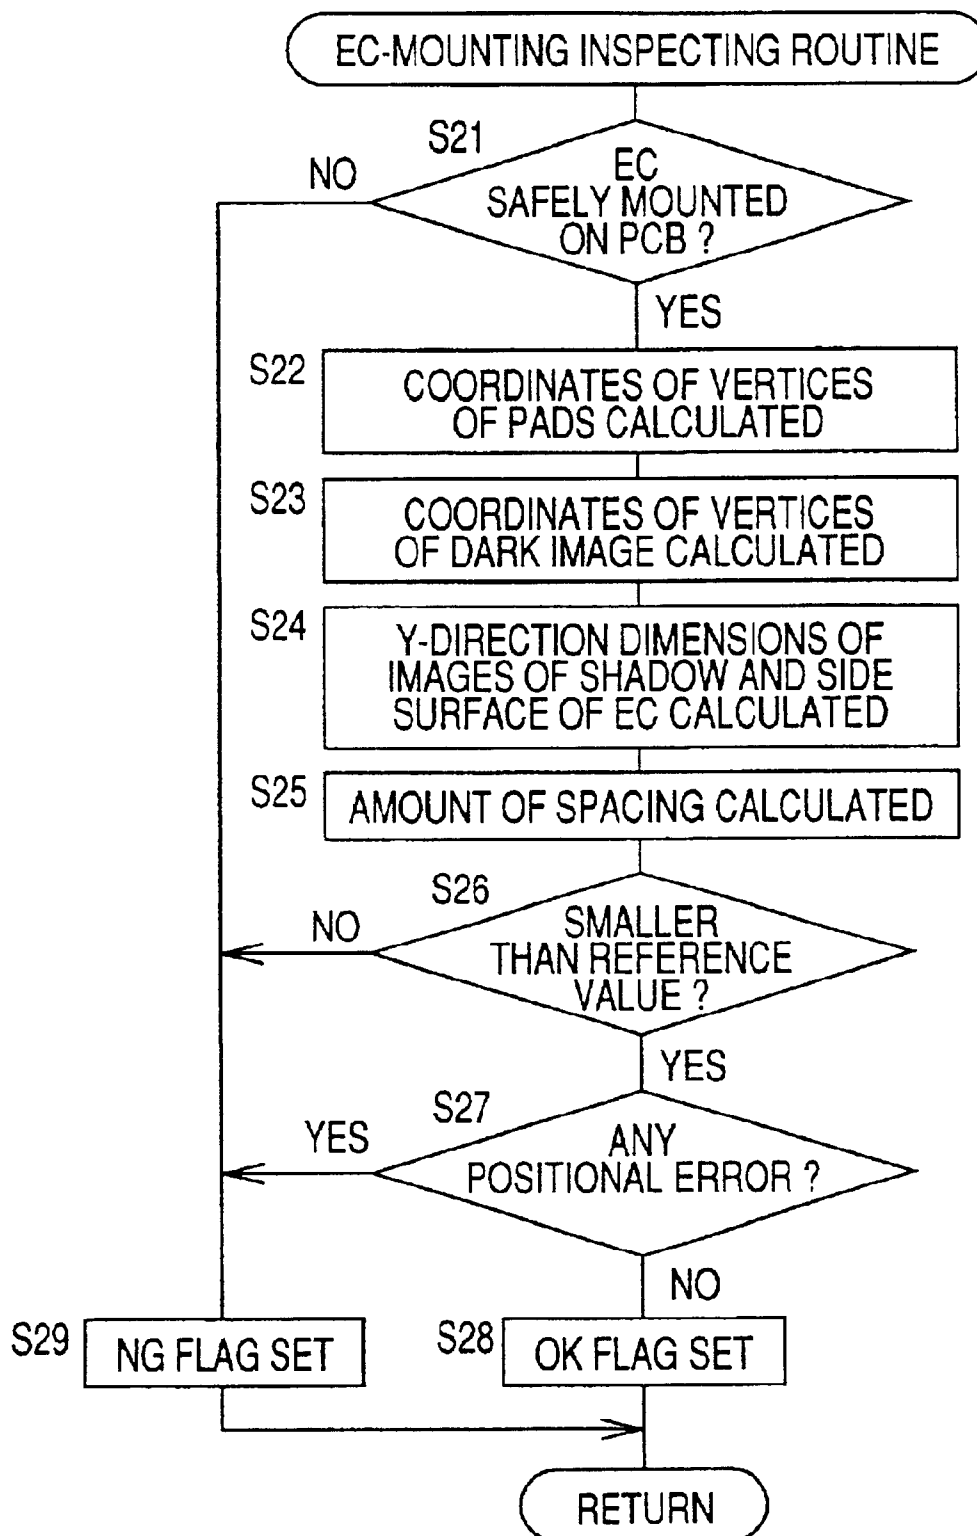 EC-MOUNTING INSPECTING ROUTINE
S21
EC
SAFELY MOUNTED
ON PCB ?
NO
YES
S22
COORDINATES OF VERTICES
OF PADS CALCULATED
S23
COORDINATES OF VERTICES
OF DARK IMAGE CALCULATED
S24
Y-DIRECTION DIMENSIONS OF
IMAGES OF SHADOW AND SIDE
SURFACE OF EC CALCULATED
S25
AMOUNT OF SPACING CALCULATED
S26
NO
SMALLER
THAN REFERENCE
VALUE ?
YES
S27
YES
ANY
POSITIONAL ERROR ?
NO
S29
NG FLAG SET
S28
OK FLAG SET
RETURN